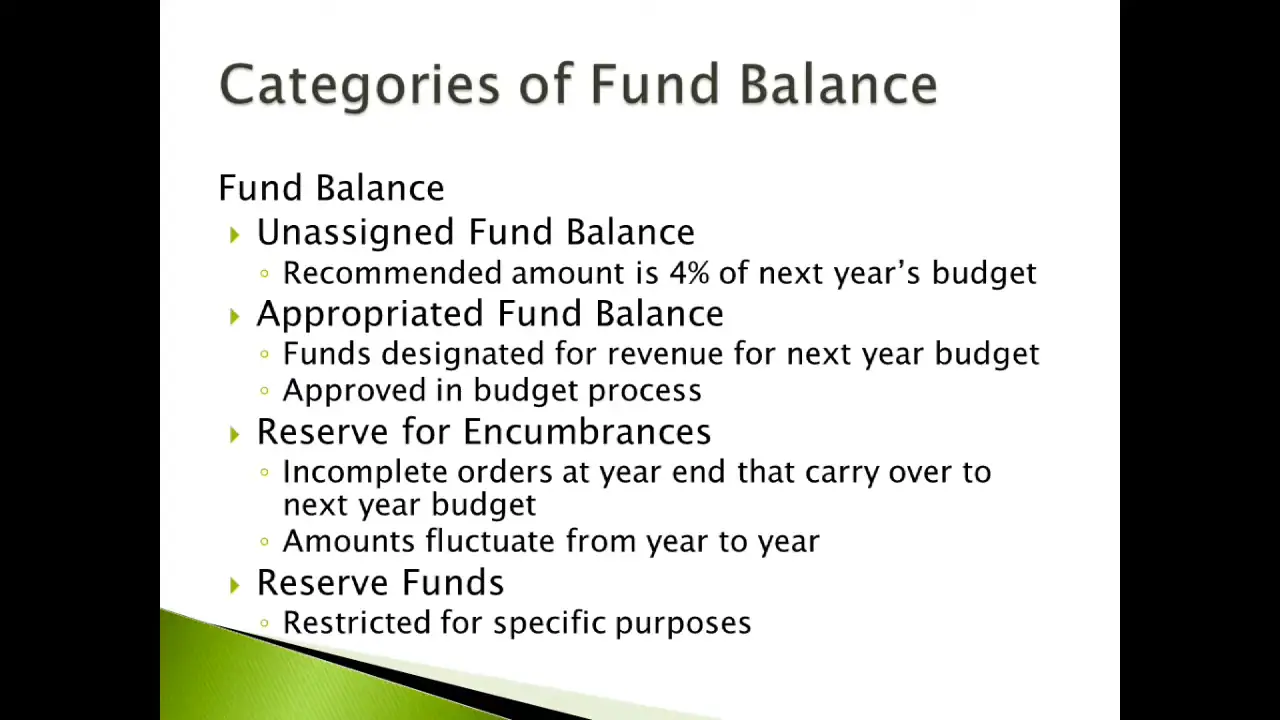 Categories of Fund Balance
Fund Balance
Unassigned Fund Balance
Recommended amount is 4% of next year’s budget
Appropriated Fund Balance
Funds designated for revenue for next year budget
Approved in budget process
Reserve for Encumbrances
Incomplete orders at year end that carry over to
next year budget
Amounts fluctuate from year to year
Reserve Funds
Restricted for specific purposes